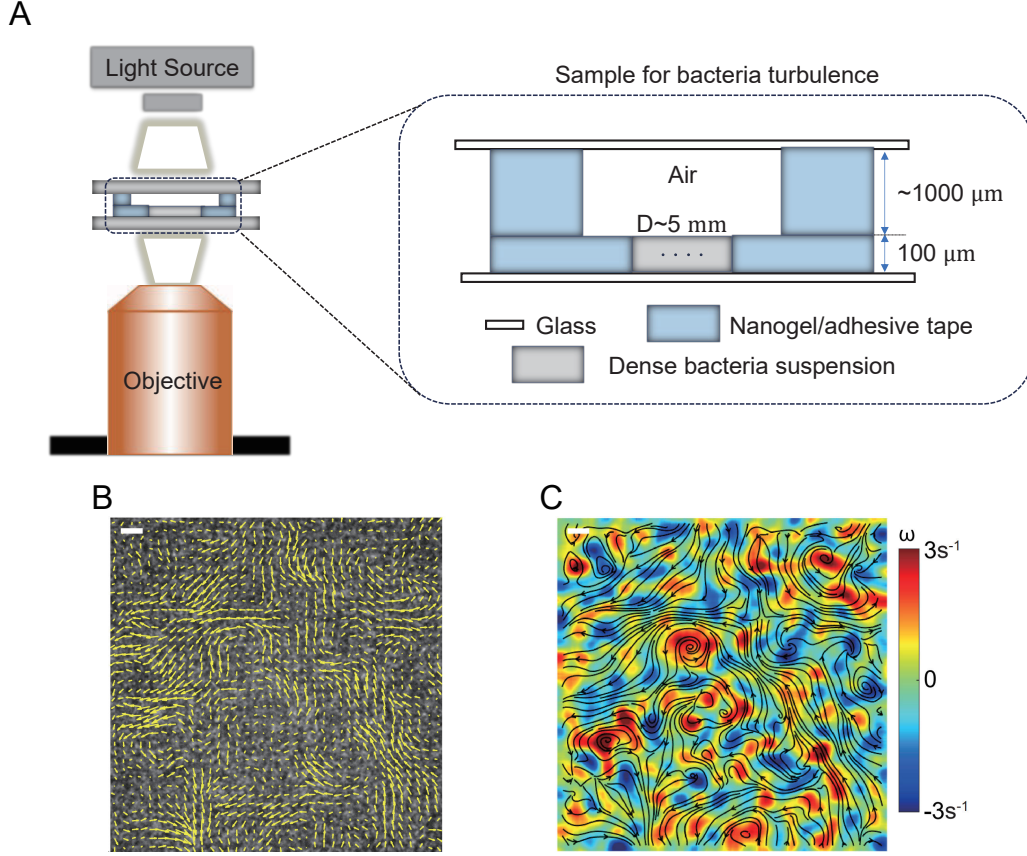 A
Light Source
Objective
Sample for bacteria turbulence
Air
D~5 mm
~1000 μm
100 μm
Glass
Nanogel/adhesive tape
Dense bacteria suspension
B
C
ω
3s⁻¹
0
-3s⁻¹